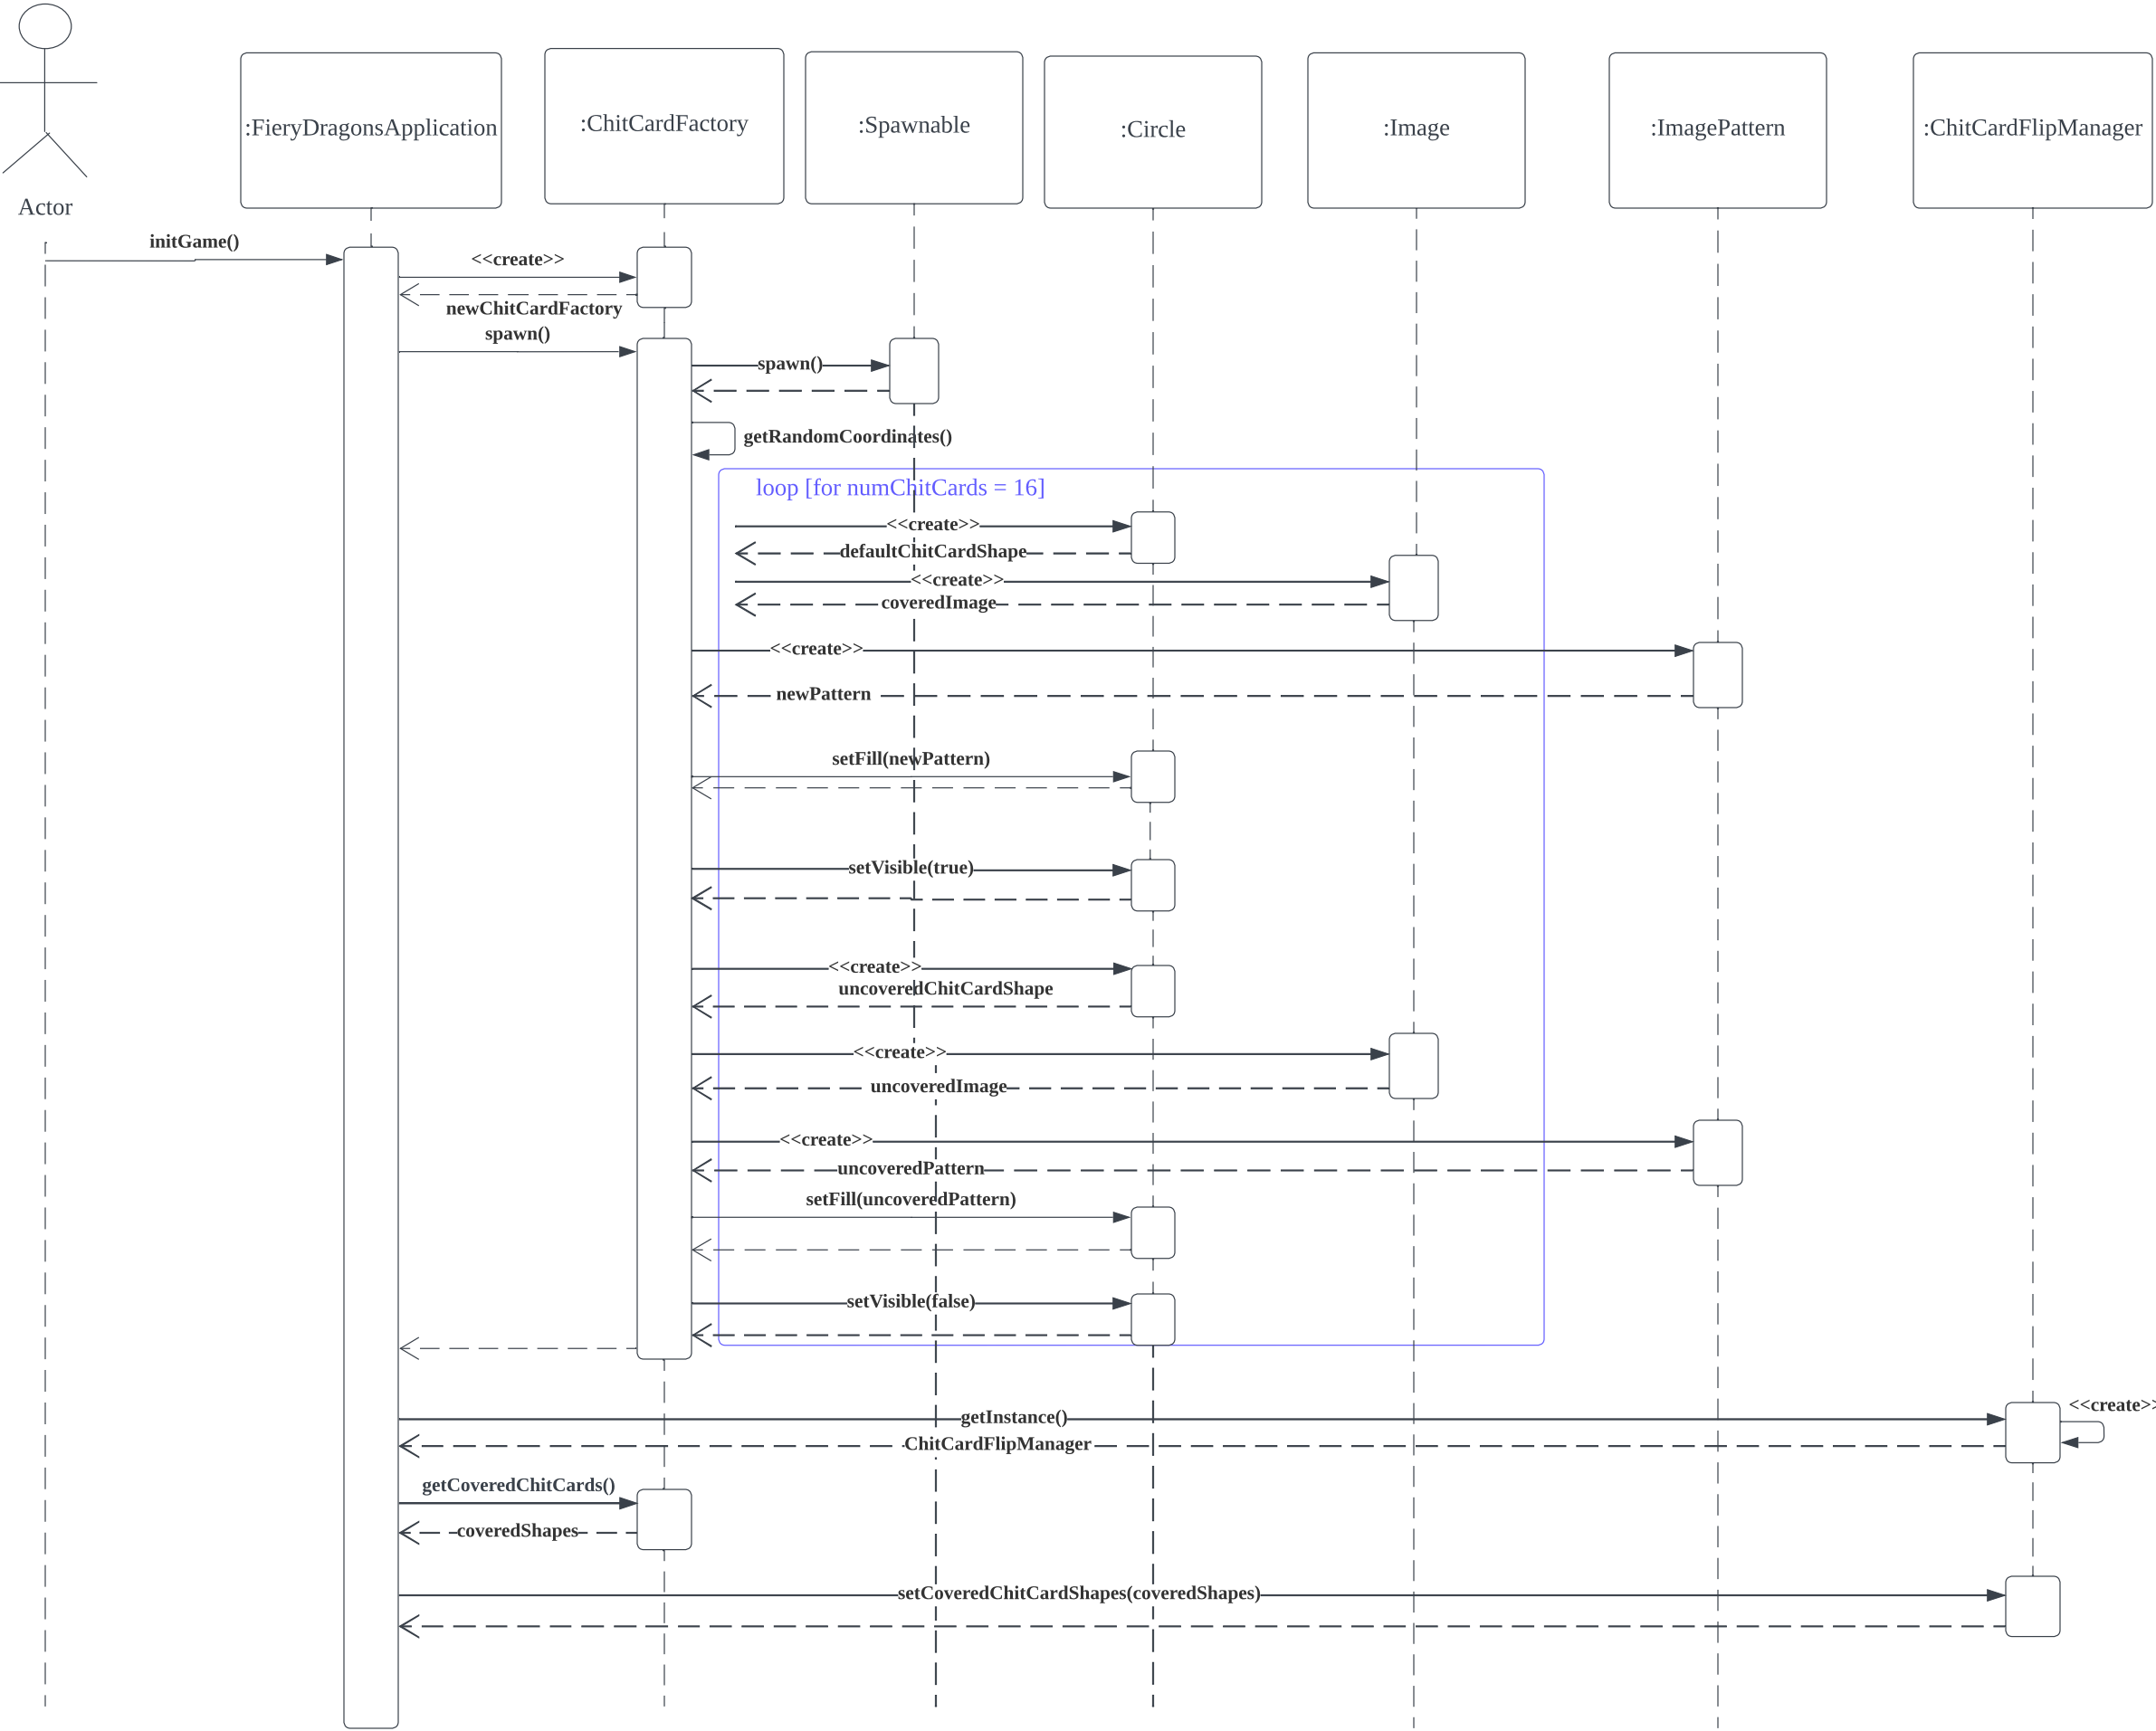 Actor
:FieryDragonsApplication
:ChitCardFactory
:Spawnable
:Circle
:Image
:ImagePattern
:ChitCardFlipManager
initGame()
<<create>>
newChitCardFactory
spawn()
spawn()
getRandomCoordinates()
loop [for numChitCards = 16]
<<create>>
defaultChitCardShape
<<create>>
coveredImage
<<create>>
newPattern
setFill(newPattern)
setVisible(true)
<<create>>
uncoveredChitCardShape
<<create>>
uncoveredImage
<<create>>
uncoveredPattern
setFill(uncoveredPattern)
setVisible(false)
<<create>>
getInstance()
ChitCardFlipManager
getCoveredChitCards()
coveredShapes
setCoveredChitCardShapes(coveredShapes)